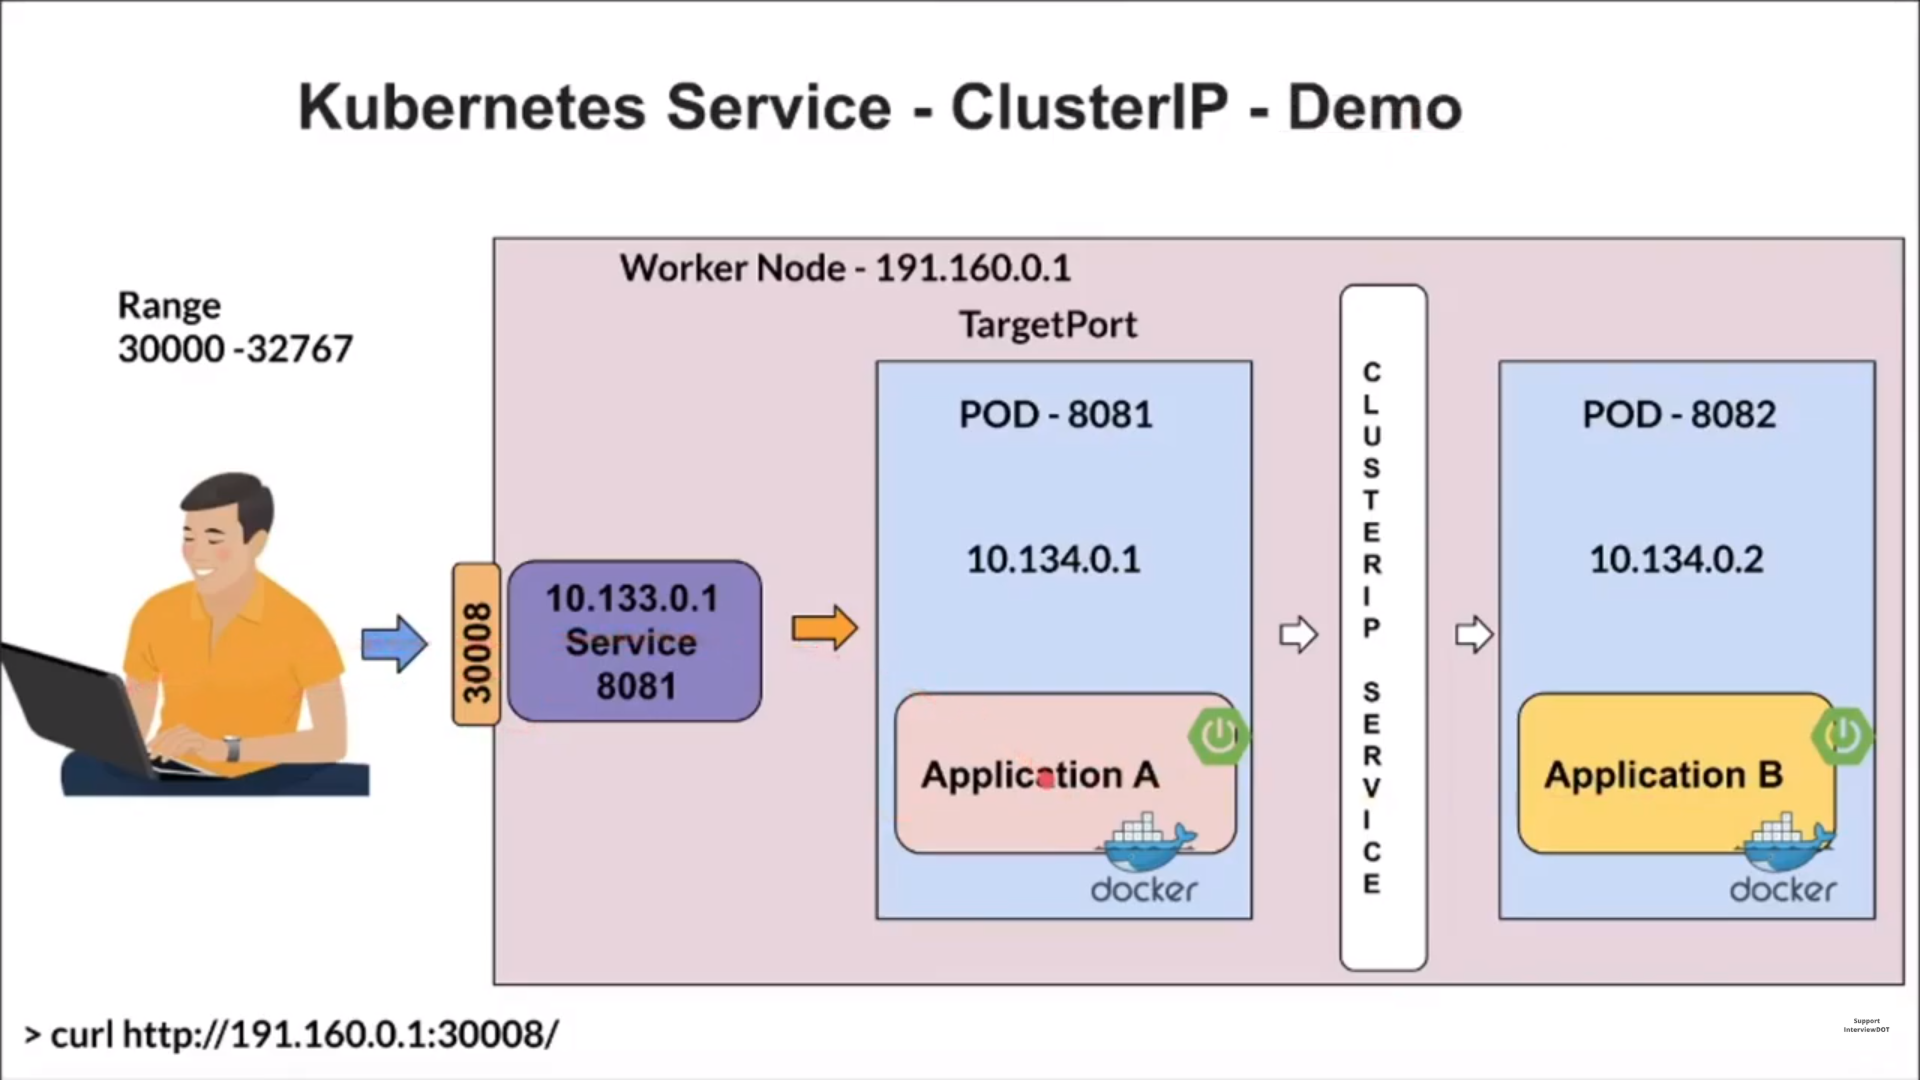 Kubernetes Service - ClusterIP - Demo
Range
30000 -32767
Worker Node - 191.160.0.1
TargetPort
POD - 8081
10.134.0.1
Application A
docker
30008
10.133.0.1
Service
8081
CLUSTERIP SERVICE
POD - 8082
10.134.0.2
Application B
docker
> curl http://191.160.0.1:30008/
Support
InterviewDOT